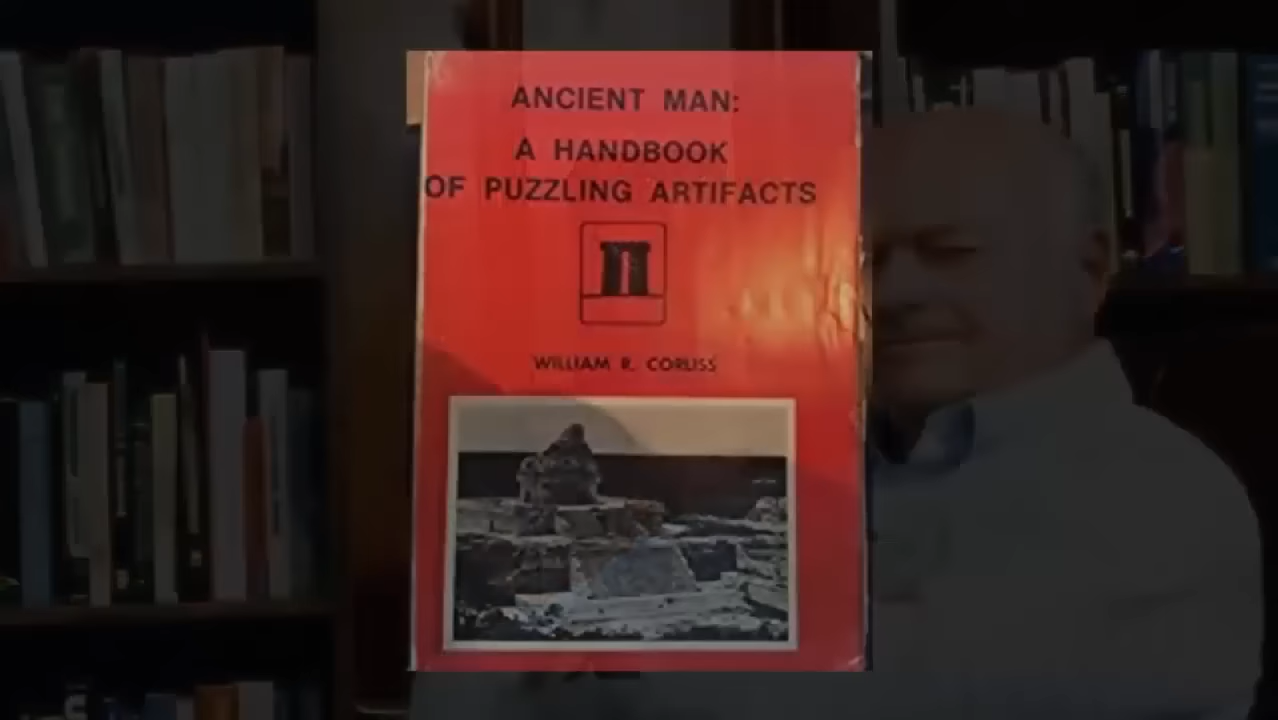 ANCIENT MAN:
A HANDBOOK
OF PUZZLING ARTIFACTS
WILLIAM R. CORLISS